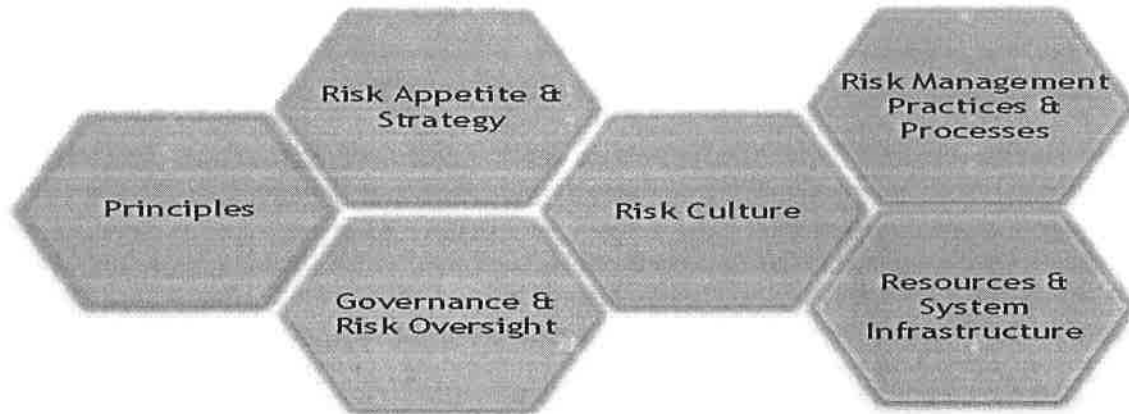 Principles
Risk Appetite &
Strategy
Governance &
Risk Oversight
Risk Culture
Risk Management
Practices &
Processes
Resources &
System
Infrastructure